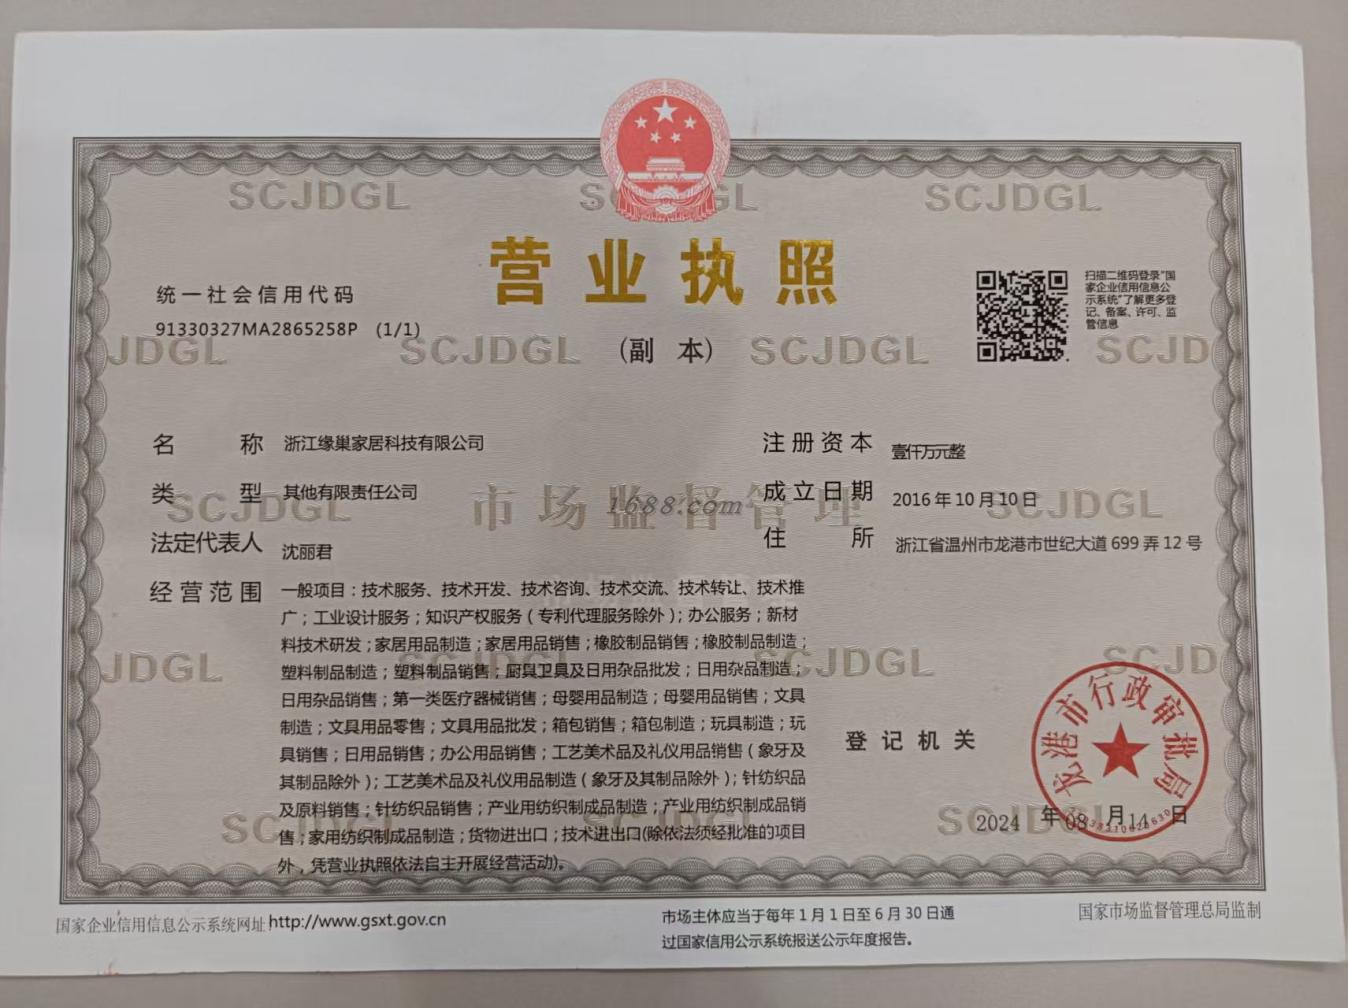 SCJDGL SCJDGL SCJDGL
营业执照
(副 本)
统一社会信用代码
91330327MA2865258P (1/1)
扫描二维码登录"国
家企业信用信息公
示系统"了解更多登
记、备案、许可、监
管信息
JDGL SCJDGL SCJDGL SCJD
名 称 浙江缘巢家居科技有限公司
类 型 其他有限责任公司
法定代表人 沈丽君
注册资本 壹仟万元整
成立日期 2016年10月10日
住 所 浙江省温州市龙港市世纪大道699弄12号
SCJDGL 市场监督管理 SCJDGL
1688.com
经营范围 一般项目：技术服务、技术开发、技术咨询、技术交流、技术转让、技术推
广；工业设计服务；知识产权服务（专利代理服务除外）；办公服务；新材
料技术研发；家居用品制造；家居用品销售；橡胶制品销售；橡胶制品制造；
塑料制品制造；塑料制品销售；厨具卫具及日用杂品批发；日用杂品制造；
日用杂品销售；第一类医疗器械销售；母婴用品制造；母婴用品销售；文具
制造；文具用品零售；文具用品批发；箱包销售；箱包制造；玩具制造；玩
具销售；日用品销售；办公用品销售；工艺美术品及礼仪用品销售（象牙及
其制品除外）；工艺美术品及礼仪用品制造（象牙及其制品除外）；针纺织品
及原料销售；针纺织品销售；产业用纺织制成品制造；产业用纺织制成品销
售；家用纺织制成品制造；货物进出口；技术进出口(除依法须经批准的项目
外，凭营业执照依法自主开展经营活动)。
JDGL SCJDGL SCJDGL SCJD
登记机关
龙港市行政审批局
2024 年 08 月 14 日
SCJDGL SCJDGL SCJDGL
国家企业信用信息公示系统网址 http://www.gsxt.gov.cn
市场主体应当于每年1月1日至6月30日通
过国家信用公示系统报送公示年度报告。
国家市场监督管理总局监制